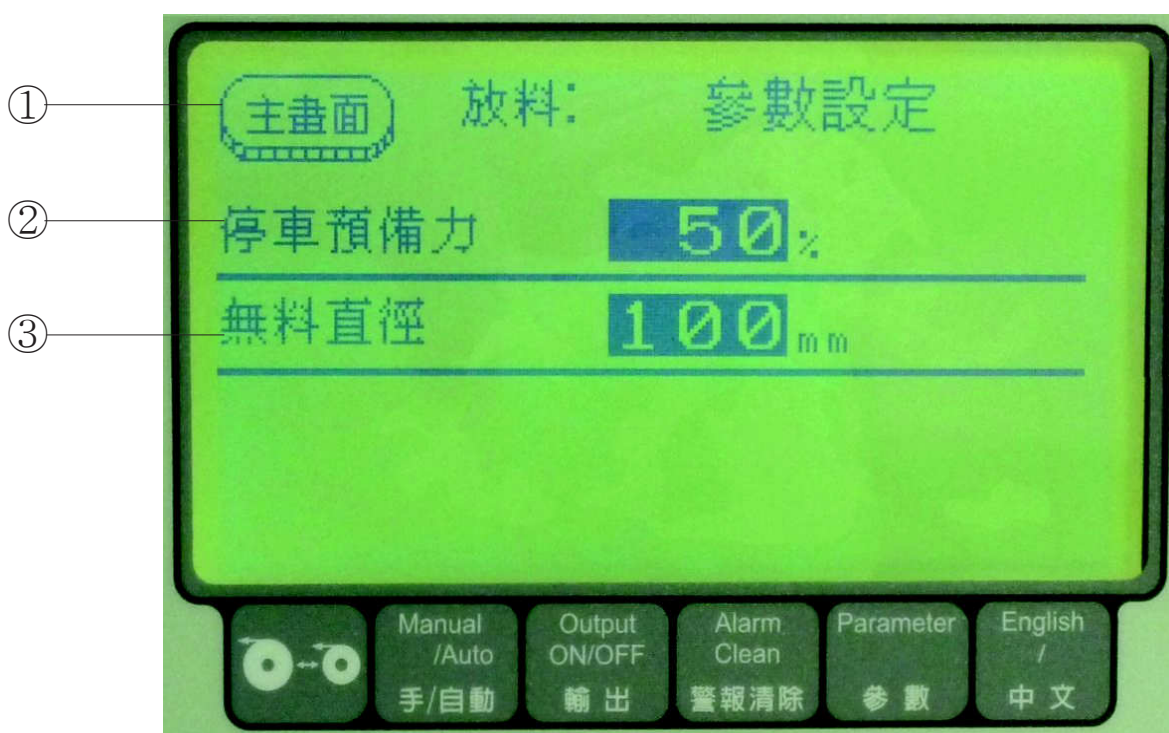 ① 主畫面 放料: 參數設定
② 停車預備力 50 %
③ 無料直徑 100 mm
Manual /Auto 手/自動
Output ON/OFF 輸出
Alarm Clean 警報清除
Parameter 參數
English / 中文